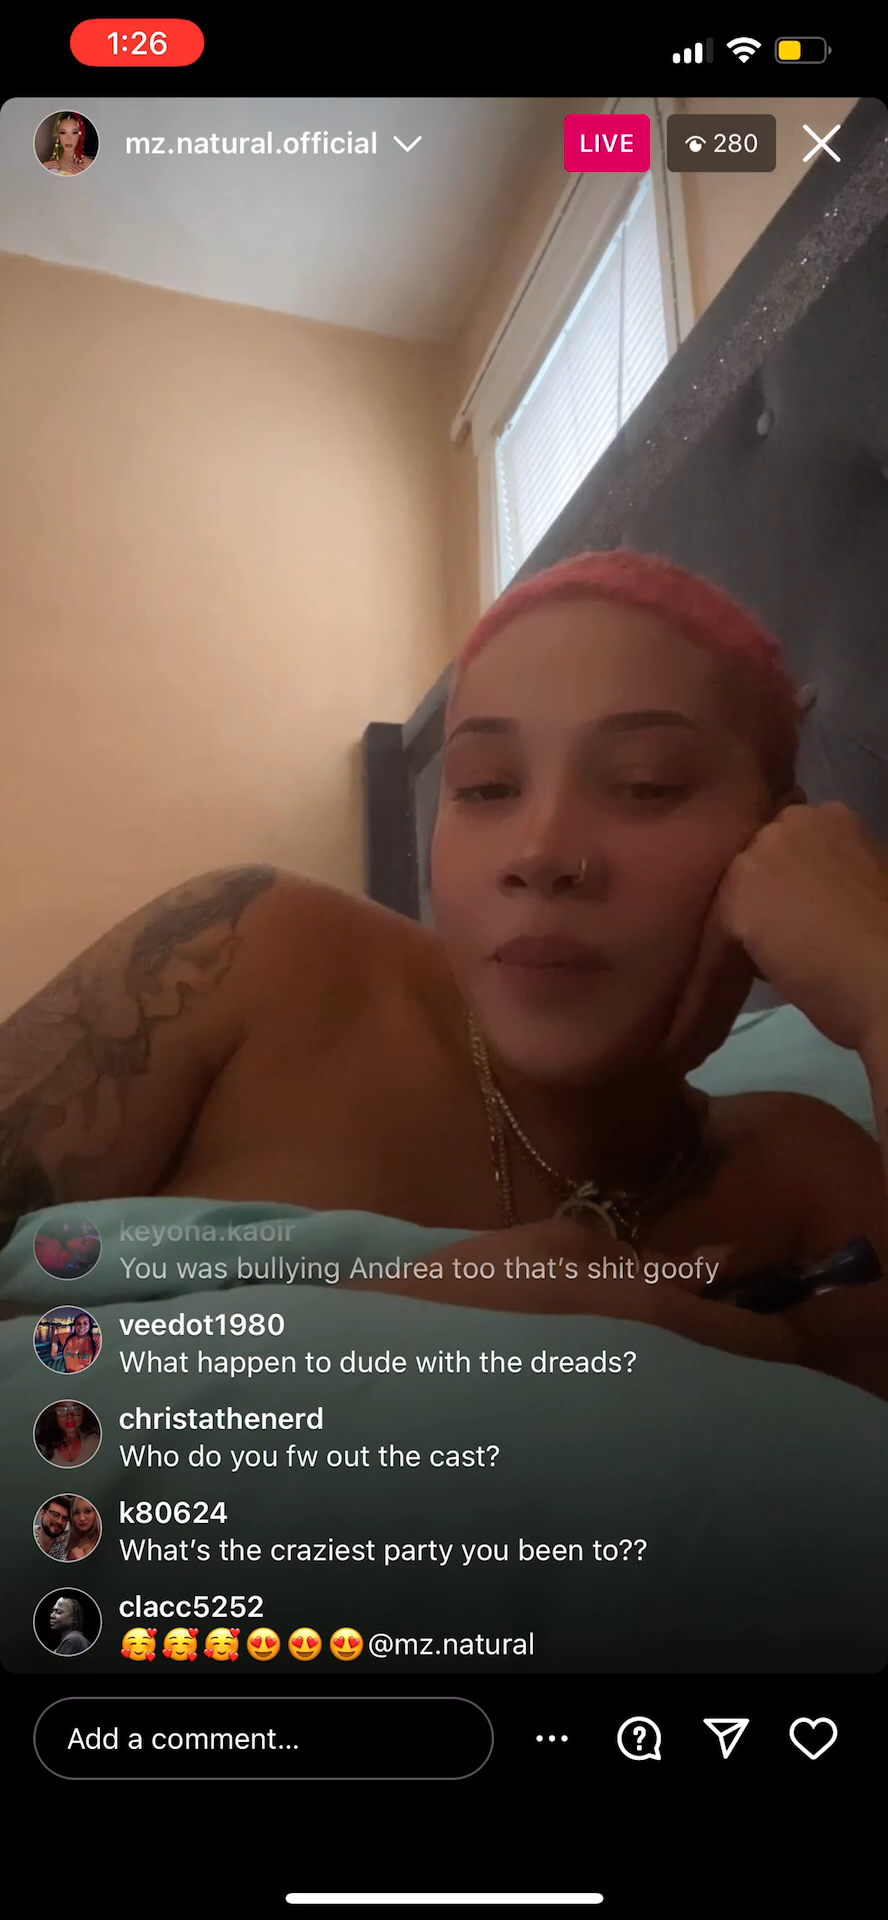 1:26
mz.natural.official
LIVE
280
keyona.kaoir
You was bullying Andrea too that’s shit goofy
veedot1980
What happen to dude with the dreads?
christathenerd
Who do you fw out the cast?
k80624
What’s the craziest party you been to??
clacc5252
🥰🥰🥰😍😍😍@mz.natural
Add a comment...